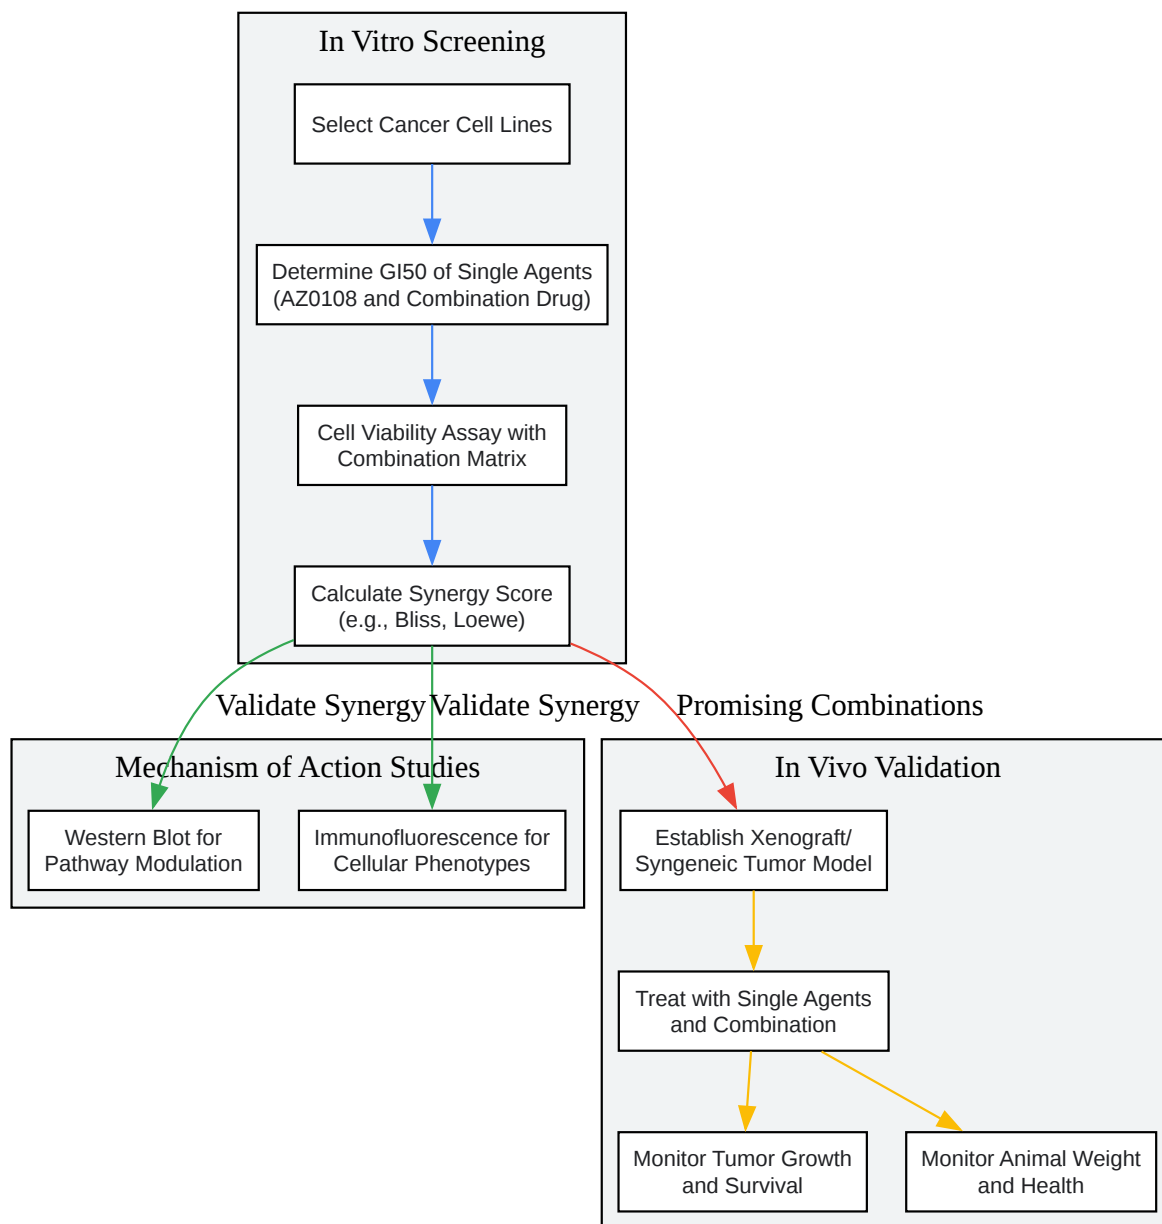 In Vitro Screening
Select Cancer Cell Lines
Determine GI50 of Single Agents
(AZ0108 and Combination Drug)
Cell Viability Assay with
Combination Matrix
Calculate Synergy Score
(e.g., Bliss, Loewe)
Validate Synergy
Validate Synergy
Promising Combinations
Mechanism of Action Studies
Western Blot for
Pathway Modulation
Immunofluorescence for
Cellular Phenotypes
In Vivo Validation
Establish Xenograft/
Syngeneic Tumor Model
Treat with Single Agents
and Combination
Monitor Tumor Growth
and Survival
Monitor Animal Weight
and Health